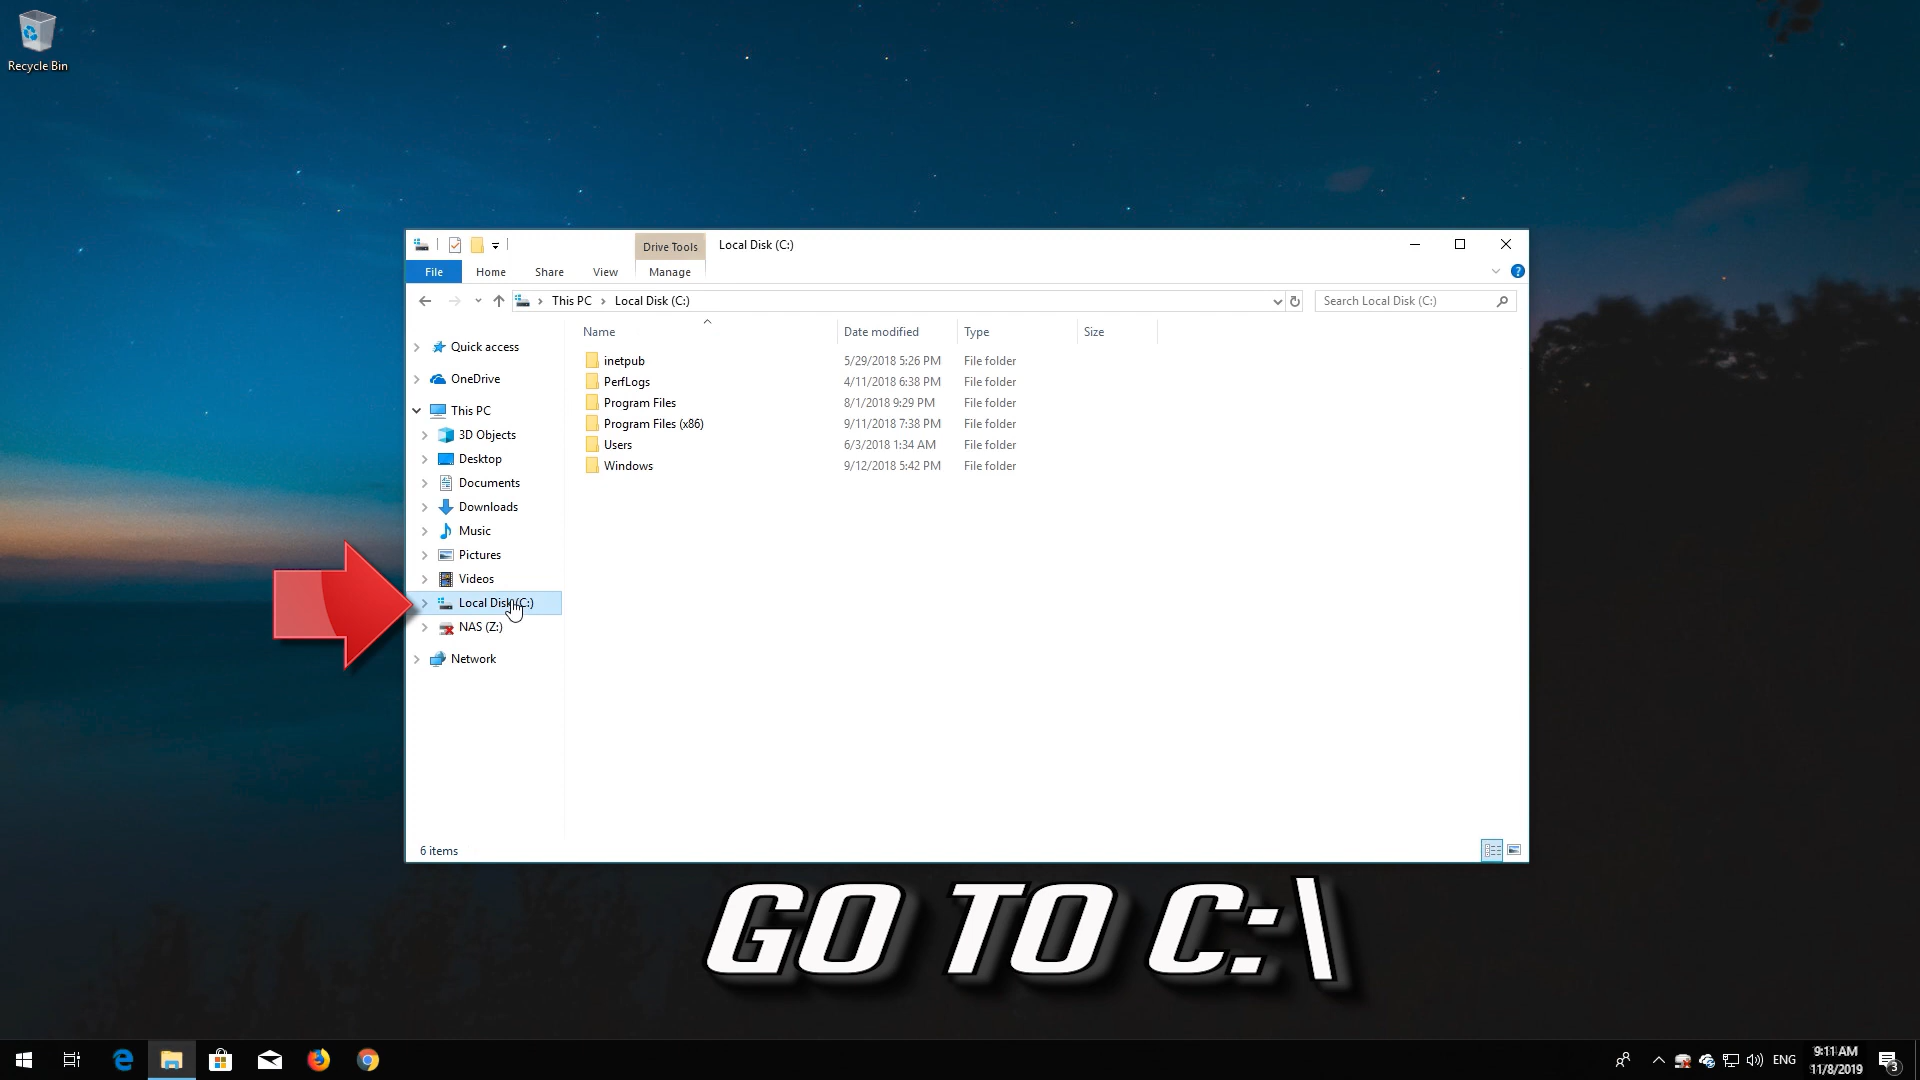 Recycle Bin
Drive Tools
Local Disk (C:)
File
Home
Share
View
Manage
This PC
Local Disk (C:)
Search Local Disk (C:)
Name
Date modified
Type
Size
Quick access
OneDrive
This PC
3D Objects
Desktop
Documents
Downloads
Music
Pictures
Videos
Local Disk (C:)
NAS (Z:)
Network
inetpub 5/29/2018 5:26 PM File folder
PerfLogs 4/11/2018 6:38 PM File folder
Program Files 8/1/2018 9:29 PM File folder
Program Files (x86) 9/11/2018 7:38 PM File folder
Users 6/3/2018 1:34 AM File folder
Windows 9/12/2018 5:42 PM File folder
6 items
GO TO C:\
ENG
9:11 AM
11/8/2019
3